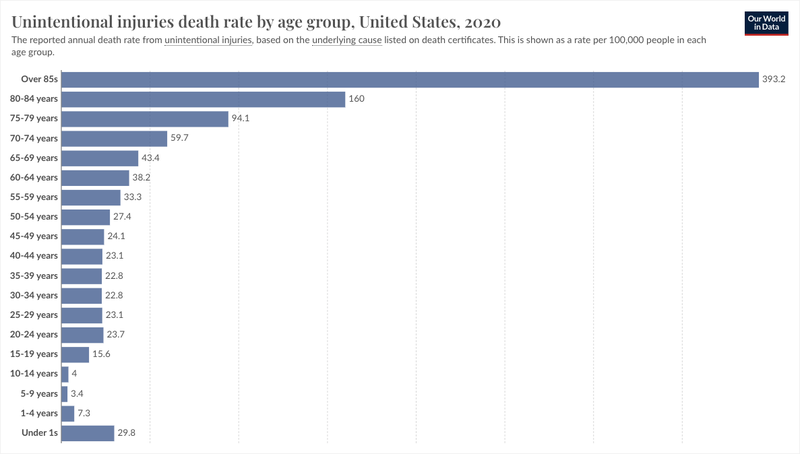 Unintentional injuries death rate by age group, United States, 2020
Our World
in Data
The reported annual death rate from unintentional injuries, based on the underlying cause listed on death certificates. This is shown as a rate per 100,000 people in each
age group.
Over 85s 393.2
80-84 years 160
75-79 years 94.1
70-74 years 59.7
65-69 years 43.4
60-64 years 38.2
55-59 years 33.3
50-54 years 27.4
45-49 years 24.1
40-44 years 23.1
35-39 years 22.8
30-34 years 22.8
25-29 years 23.1
20-24 years 23.7
15-19 years 15.6
10-14 years 4
5-9 years 3.4
1-4 years 7.3
Under 1s 29.8